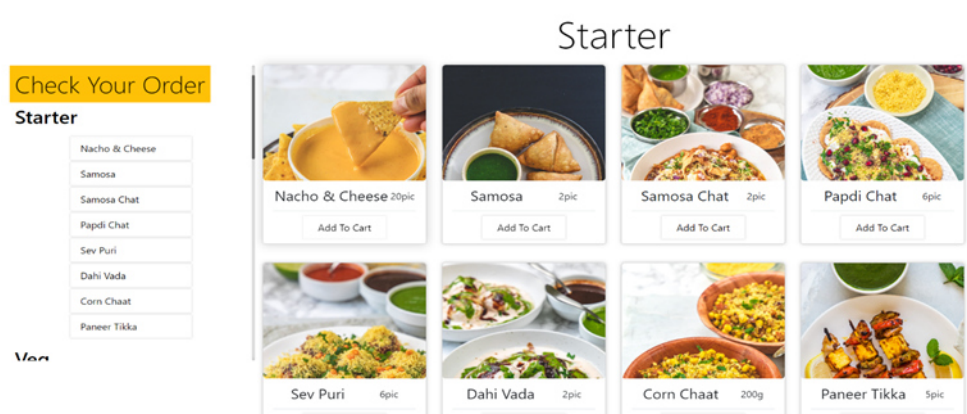 Starter
Check Your Order
Starter
Nacho & Cheese
Samosa
Samosa Chat
Papdi Chat
Sev Puri
Dahi Vada
Corn Chaat
Paneer Tikka
Veg
Nacho & Cheese 20pic
Samosa 2pic
Samosa Chat 2pic
Papdi Chat 6pic
Add To Cart
Add To Cart
Add To Cart
Add To Cart
Sev Puri 6pic
Dahi Vada 2pic
Corn Chaat 200g
Paneer Tikka 5pic